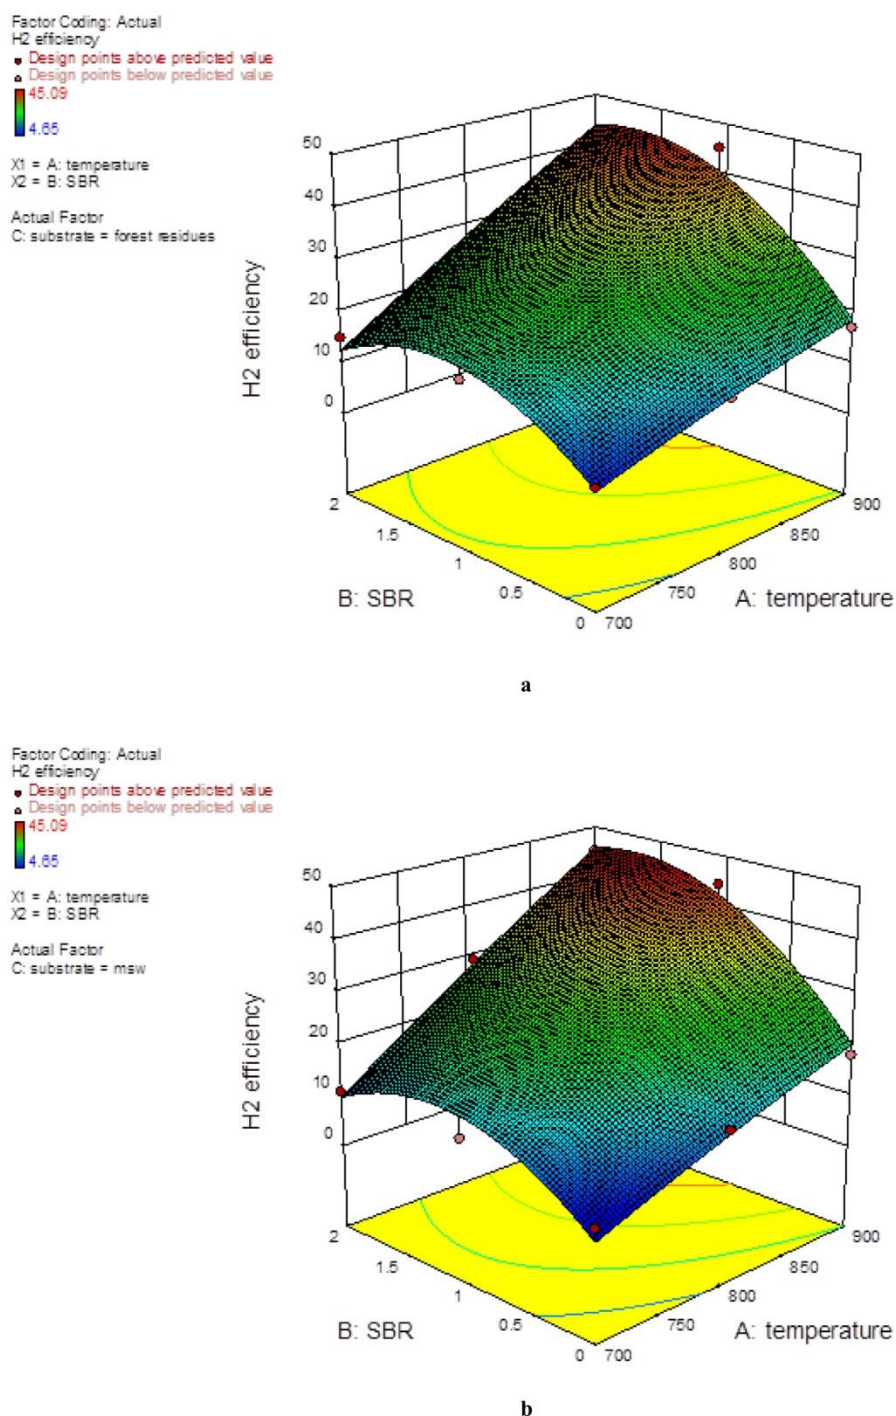 Factor Coding: Actual
H2 efficiency
Design points above predicted value
Design points below predicted value
45.09
4.65
X1 = A: temperature
X2 = B: SBR
Actual Factor
C: substrate = forest residues
50
40
30
20
10
0
H2 efficiency
2
1.5
1
0.5
0
B: SBR
700
750
800
850
900
A: temperature
a
Factor Coding: Actual
H2 efficiency
Design points above predicted value
Design points below predicted value
45.09
4.65
X1 = A: temperature
X2 = B: SBR
Actual Factor
C: substrate = msw
50
40
30
20
10
0
H2 efficiency
2
1.5
1
0.5
0
B: SBR
700
750
800
850
900
A: temperature
b